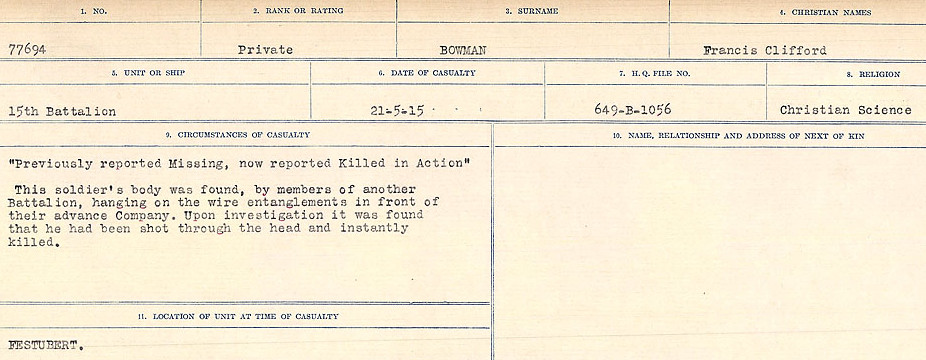 1. NO. 2. RANK OR RATING 3. SURNAME 4. CHRISTIAN NAMES
77694 Private BOWMAN Francis Clifford
5. UNIT OR SHIP 6. DATE OF CASUALTY 7. H.Q. FILE NO. 8. RELIGION
15th Battalion 21-5-15 649-B-1056 Christian Science
9. CIRCUMSTANCES OF CASUALTY 10. NAME, RELATIONSHIP AND ADDRESS OF NEXT OF KIN
"Previously reported Missing, now reported Killed in Action"
This soldier's body was found, by members of another
Battalion, hanging on the wire entanglements in front of
their advance Company. Upon investigation it was found
that he had been shot through the head and instantly
killed.
11. LOCATION OF UNIT AT TIME OF CASUALTY
FESTUBERT.